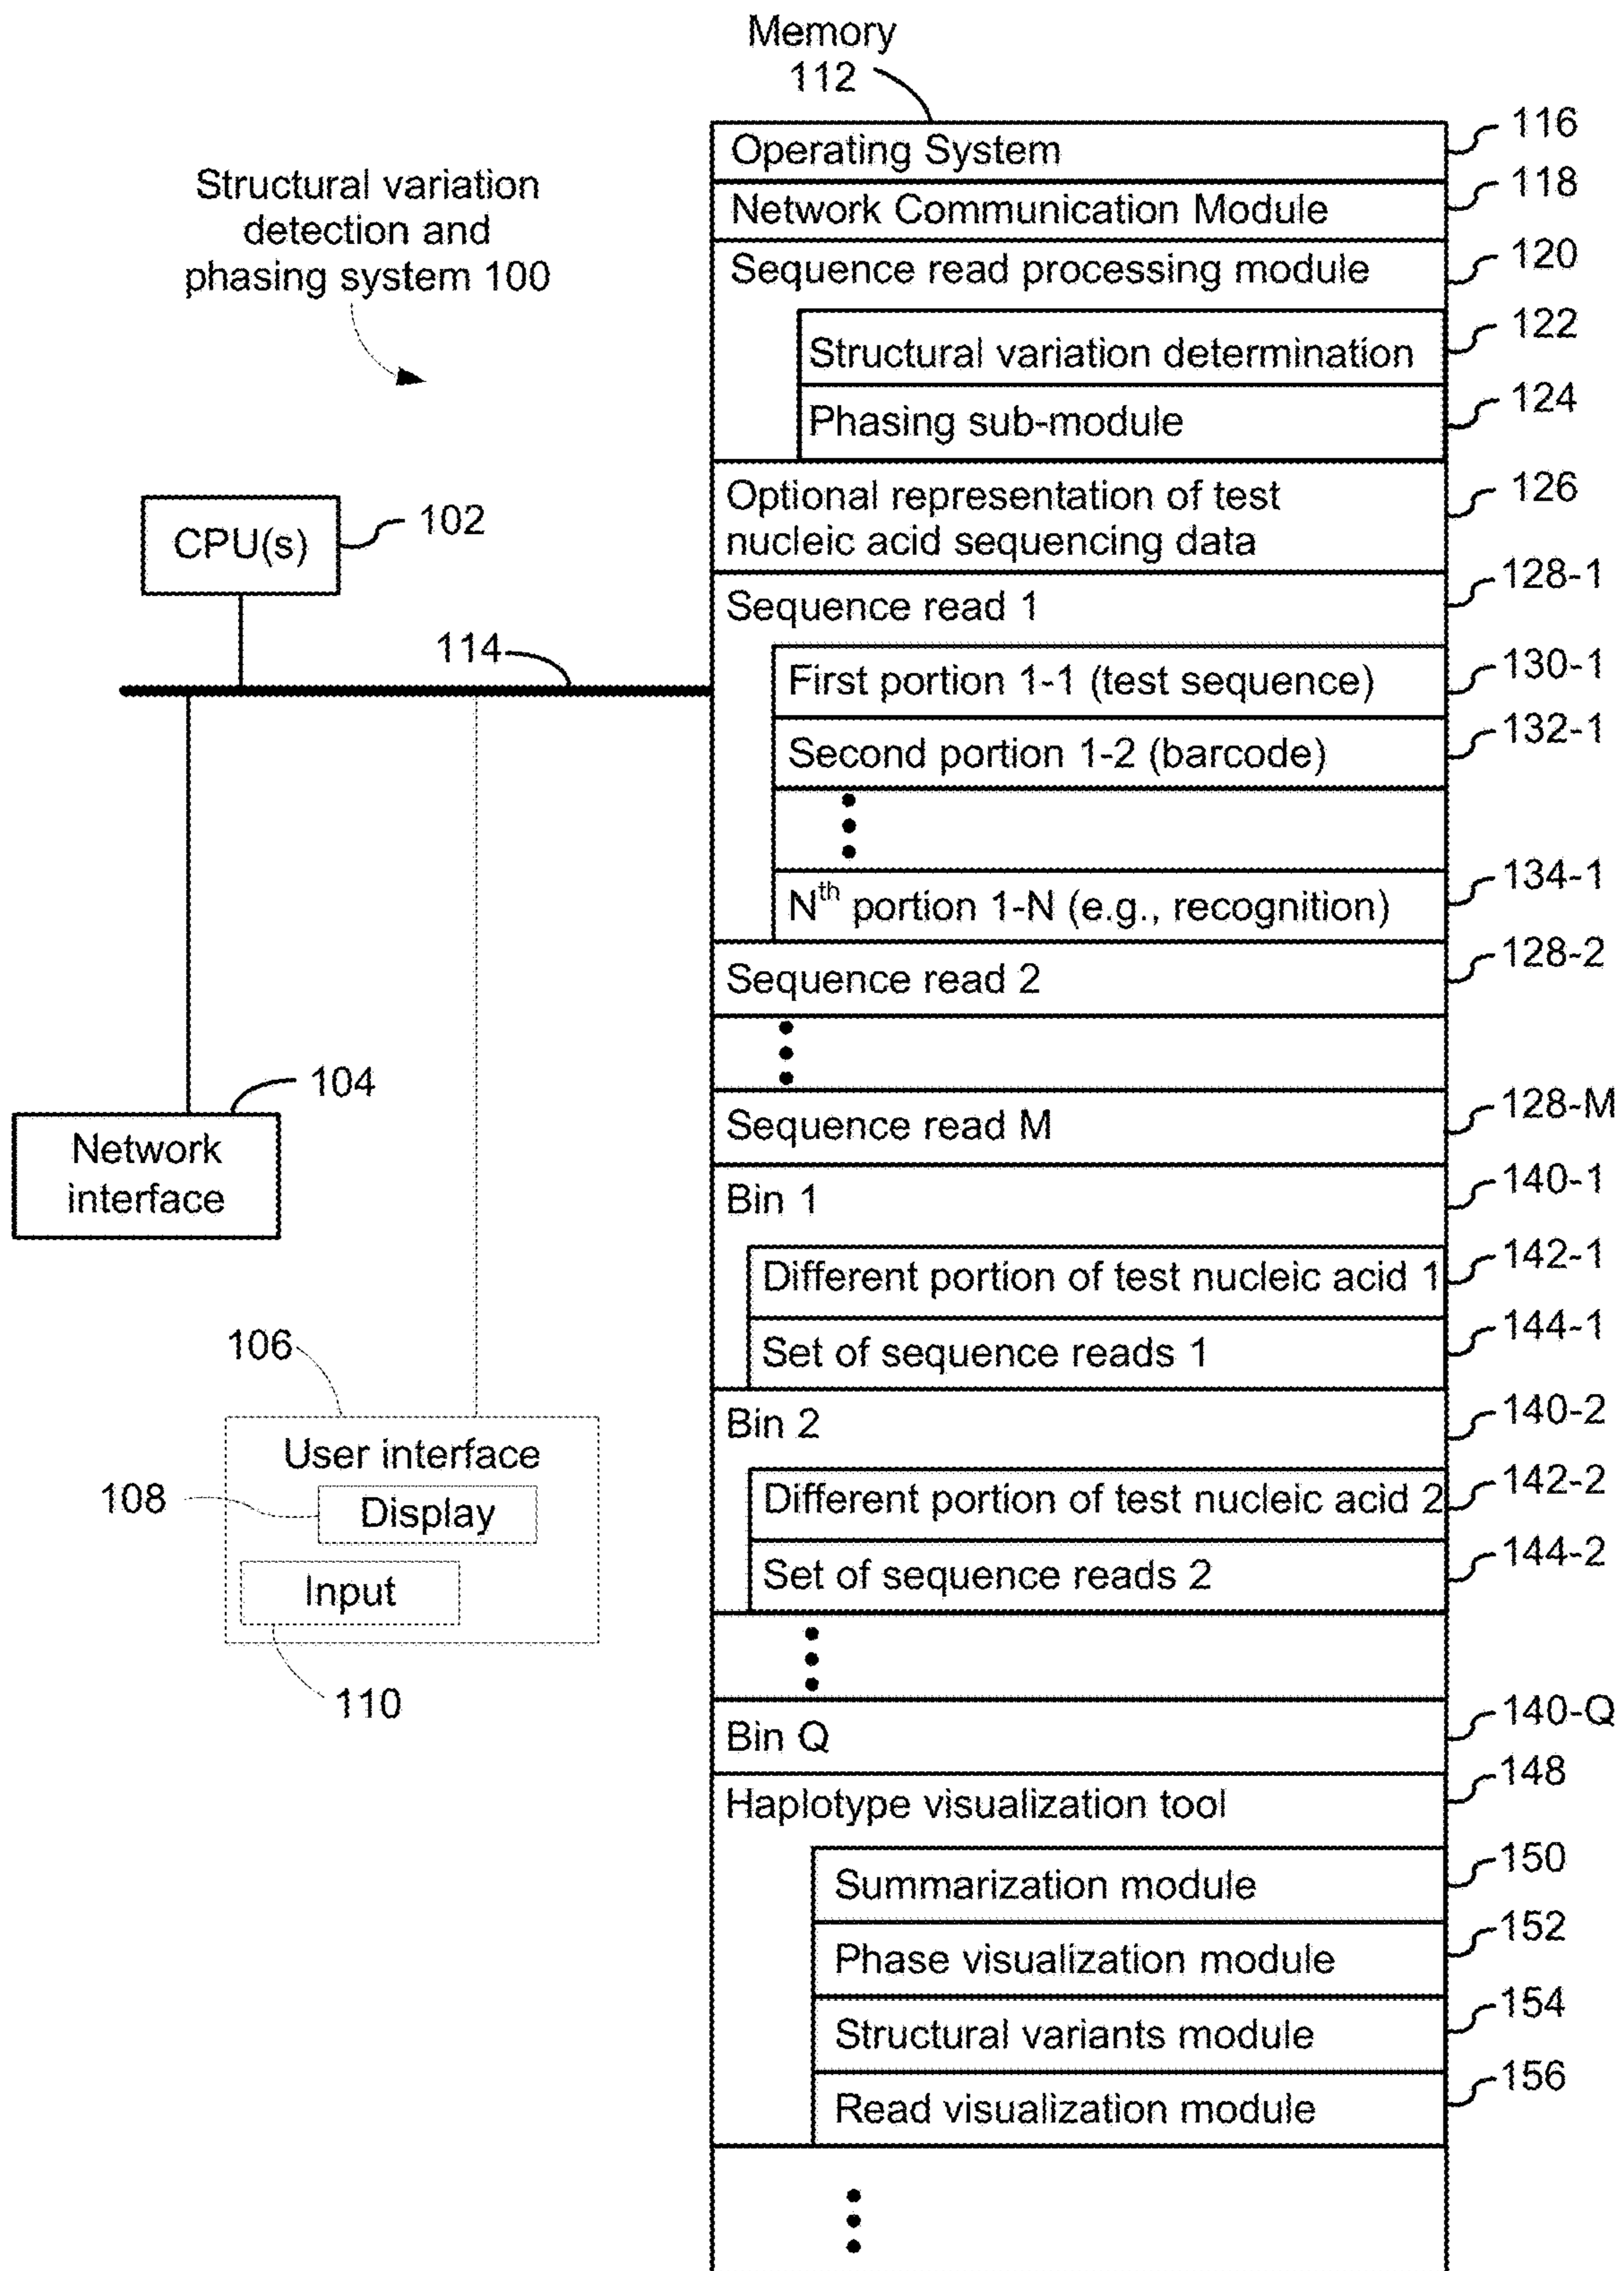 Memory
112
Structural variation
detection and
phasing system 100
Operating System
116
Network Communication Module
118
Sequence read processing module
120
Structural variation determination
122
Phasing sub-module
124
Optional representation of test
nucleic acid sequencing data
126
CPU(s)
102
114
Sequence read 1
128-1
First portion 1-1 (test sequence)
130-1
Second portion 1-2 (barcode)
132-1
Nth portion 1-N (e.g., recognition)
134-1
Sequence read 2
128-2
Sequence read M
128-M
104
Network
interface
Bin 1
140-1
Different portion of test nucleic acid 1
142-1
Set of sequence reads 1
144-1
Bin 2
140-2
Different portion of test nucleic acid 2
142-2
Set of sequence reads 2
144-2
106
User interface
108
Display
Input
110
Bin Q
140-Q
Haplotype visualization tool
148
Summarization module
150
Phase visualization module
152
Structural variants module
154
Read visualization module
156